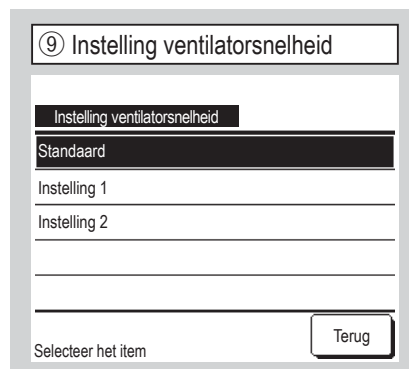 ⑨ Instelling ventilatorsnelheid
Instelling ventilatorsnelheid
Standaard
Instelling 1
Instelling 2
Selecteer het item
Terug